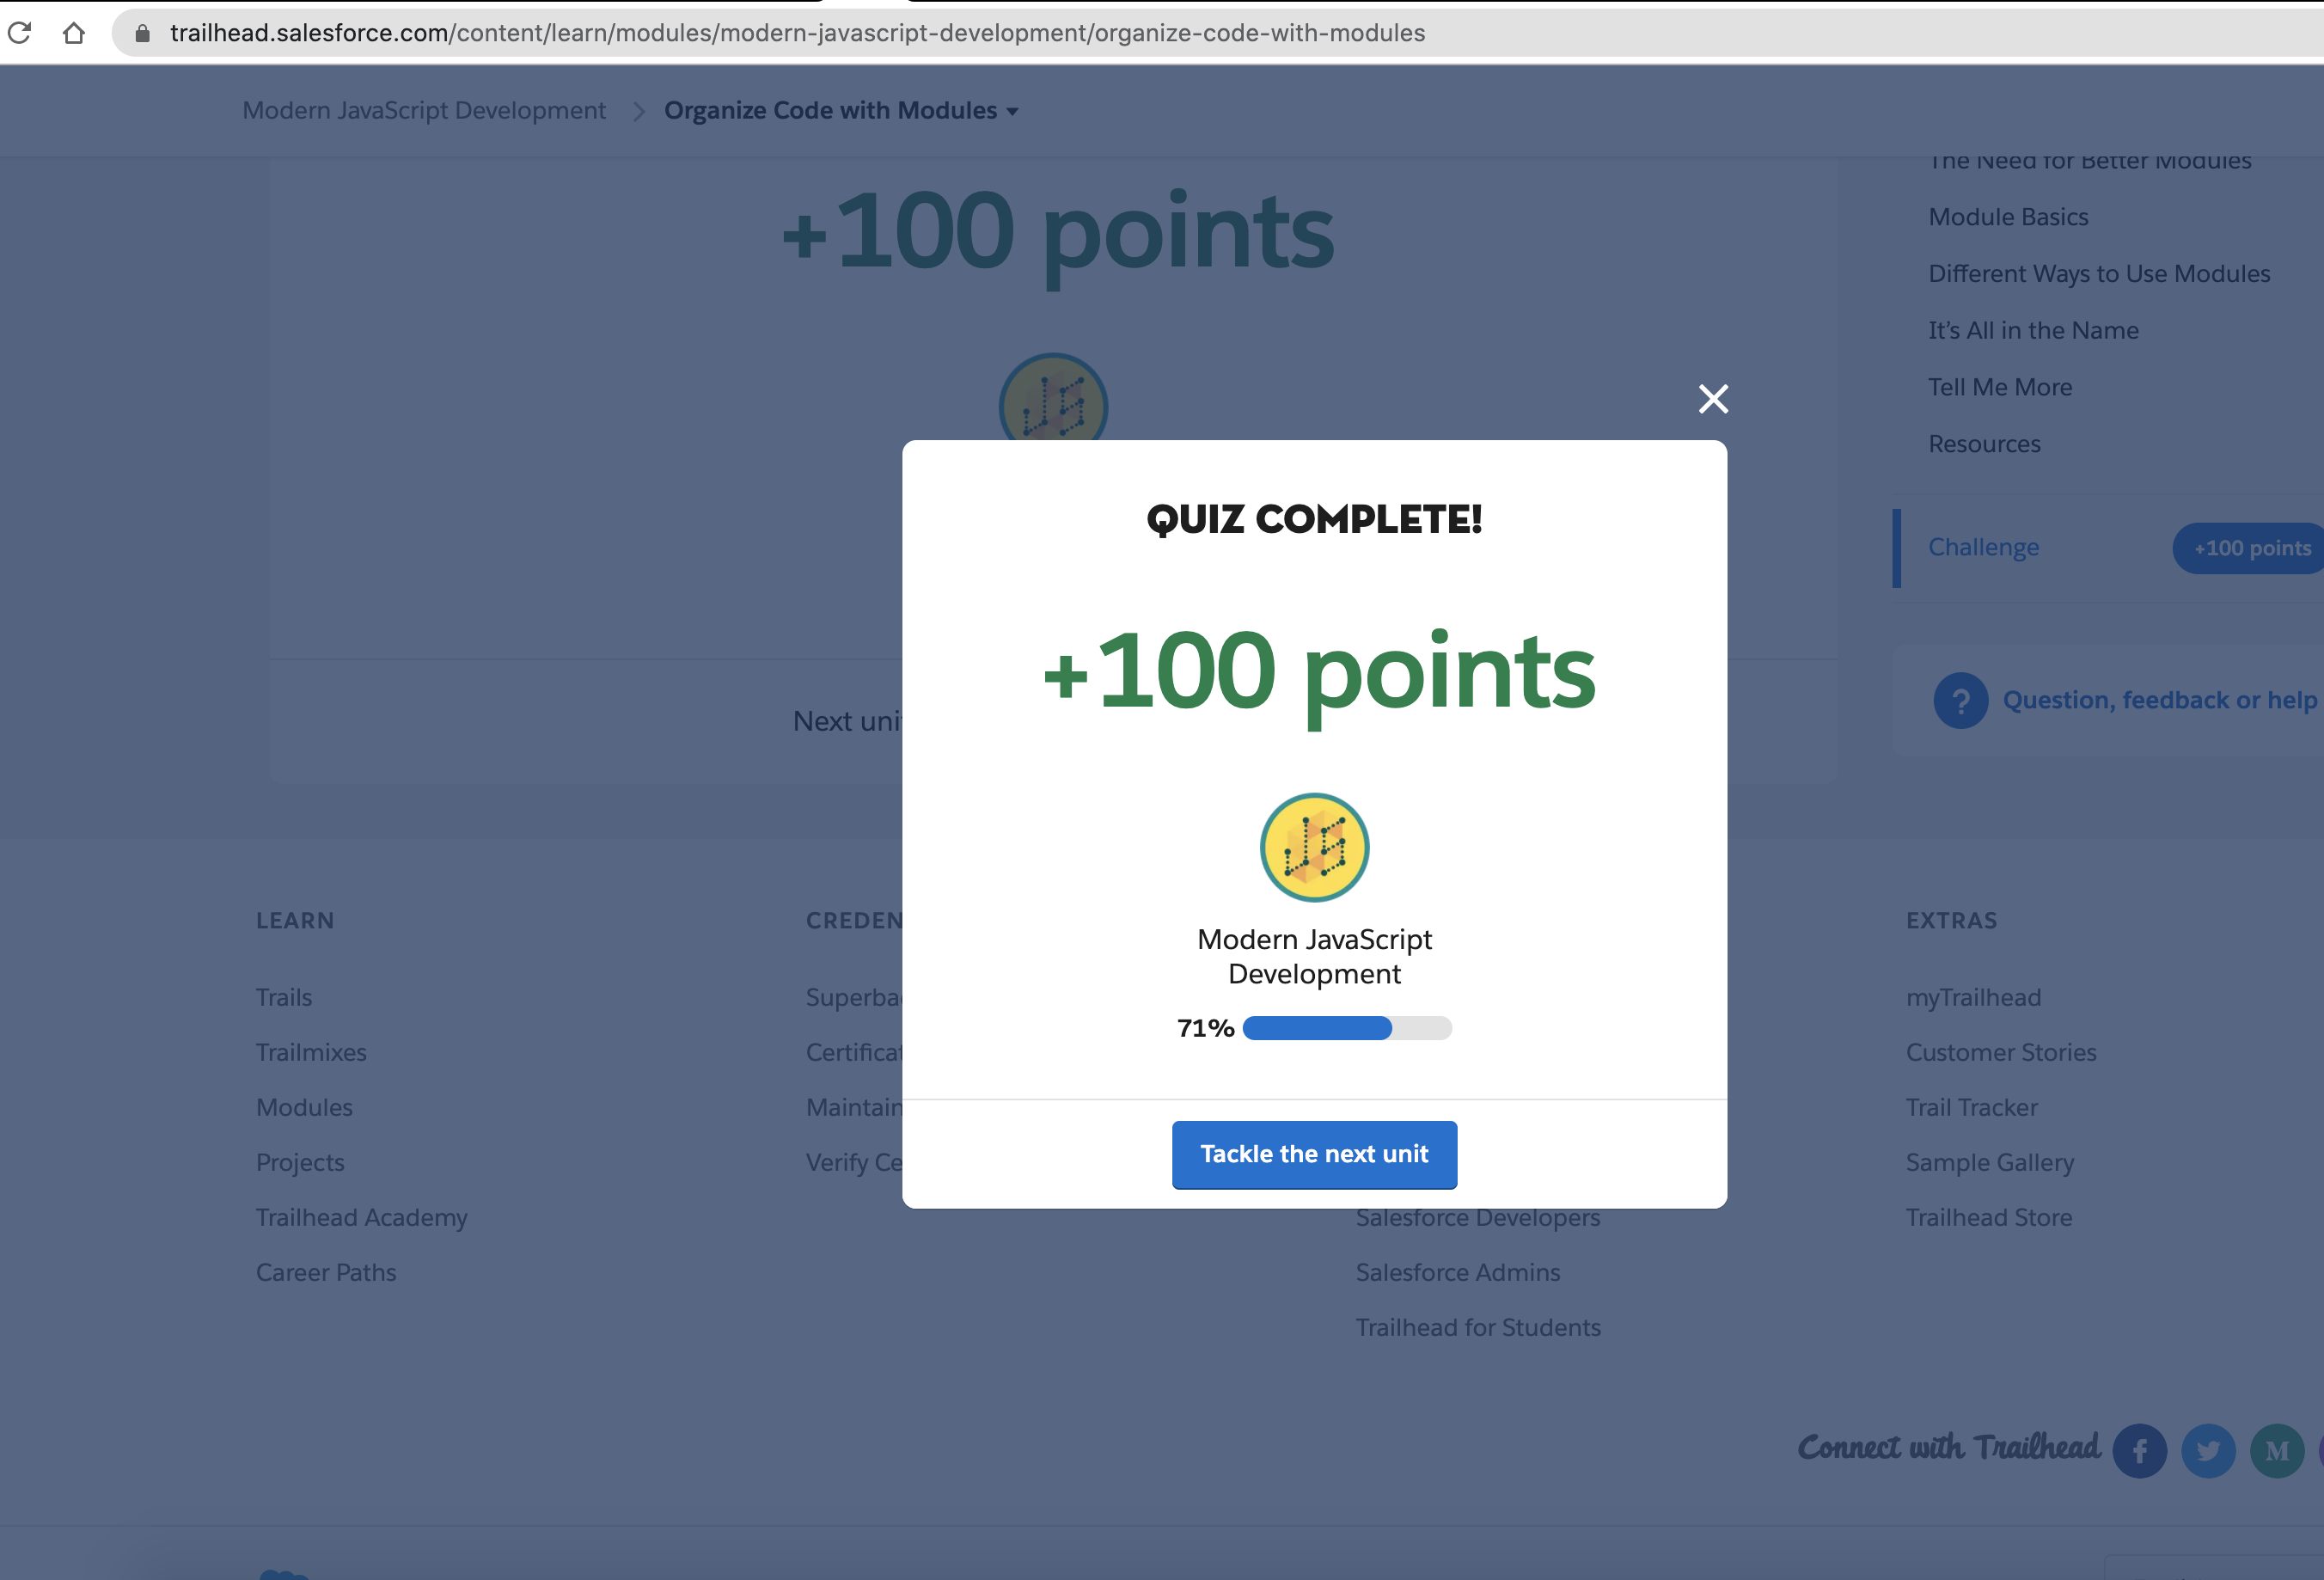 trailhead.salesforce.com/content/learn/modules/modern-javascript-development/organize-code-with-modules
Modern JavaScript Development
Organize Code with Modules
+100 points
The Need for Better Modules
Module Basics
Different Ways to Use Modules
It's All in the Name
Tell Me More
Resources
Challenge
+100 points
? Question, feedback or help
Next uni
QUIZ COMPLETE!
+100 points
Modern JavaScript
Development
71%
Tackle the next unit
LEARN
Trails
Trailmixes
Modules
Projects
Trailhead Academy
Career Paths
CREDEN
Superba
Certificat
Maintain
Verify Ce
Salesforce Developers
Salesforce Admins
Trailhead for Students
EXTRAS
myTrailhead
Customer Stories
Trail Tracker
Sample Gallery
Trailhead Store
Connect with Trailhead